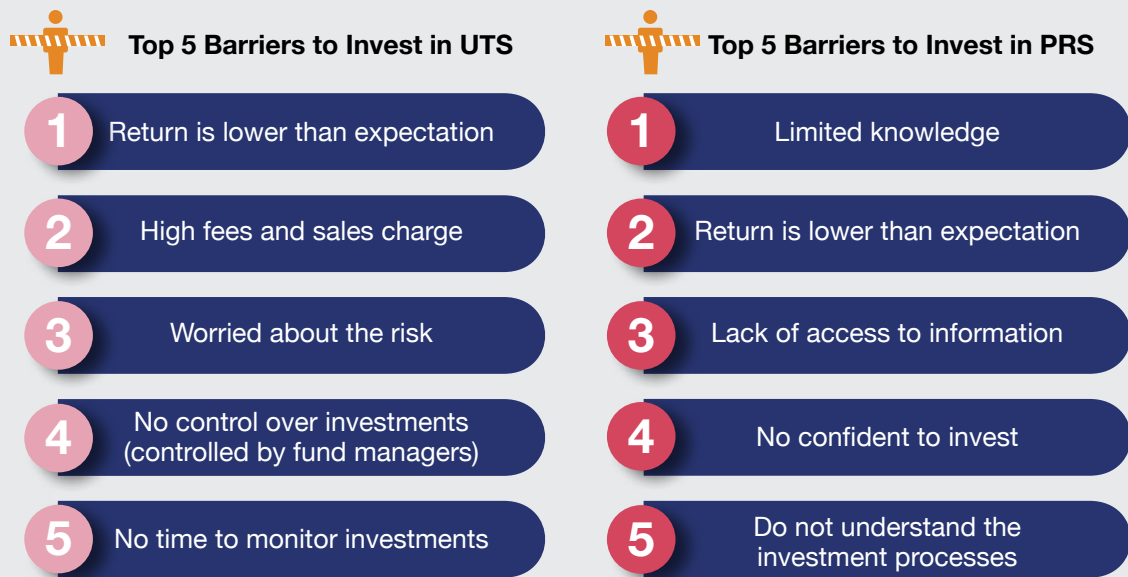 Top 5 Barriers to Invest in UTS
1
Return is lower than expectation
2
High fees and sales charge
3
Worried about the risk
4
No control over investments
(controlled by fund managers)
5
No time to monitor investments
Top 5 Barriers to Invest in PRS
1
Limited knowledge
2
Return is lower than expectation
3
Lack of access to information
4
No confident to invest
5
Do not understand the
investment processes